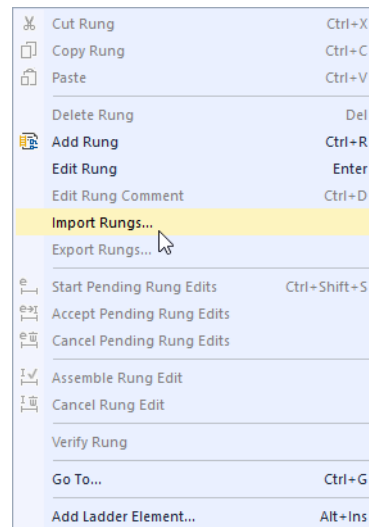 Cut Rung Ctrl+X
Copy Rung Ctrl+C
Paste Ctrl+V
Delete Rung Del
Add Rung Ctrl+R
Edit Rung Enter
Edit Rung Comment Ctrl+D
Import Rungs...
Export Rungs...
Start Pending Rung Edits Ctrl+Shift+S
Accept Pending Rung Edits
Cancel Pending Rung Edits
Assemble Rung Edit
Cancel Rung Edit
Verify Rung
Go To... Ctrl+G
Add Ladder Element... Alt+Ins